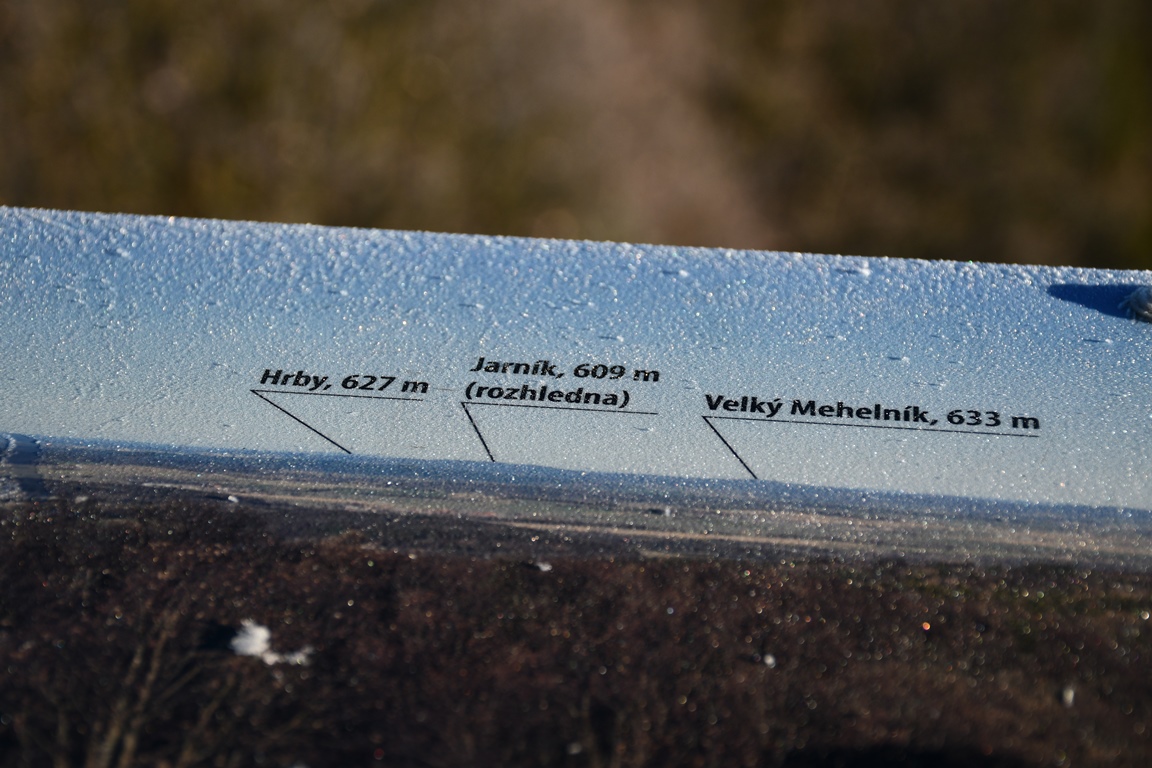 Hrby, 627 m
Jarník, 609 m
(rozhledna)
Velký Mehelník, 633 m